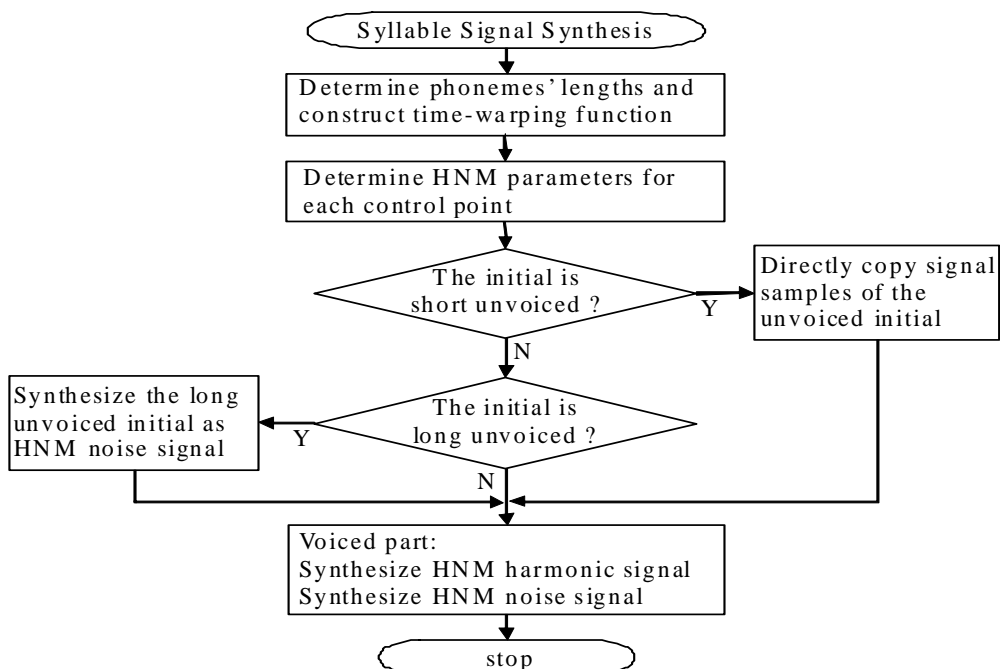 Syllable Signal Synthesis
Determine phonemes’ lengths and
construct time-warping function
Determine HNM parameters for
each control point
The initial is
short unvoiced ?
Y
Directly copy signal
samples of the
unvoiced initial
N
The initial is
long unvoiced ?
Y
Synthesize the long
unvoiced initial as
HNM noise signal
N
Voiced part:
Synthesize HNM harmonic signal
Synthesize HNM noise signal
stop